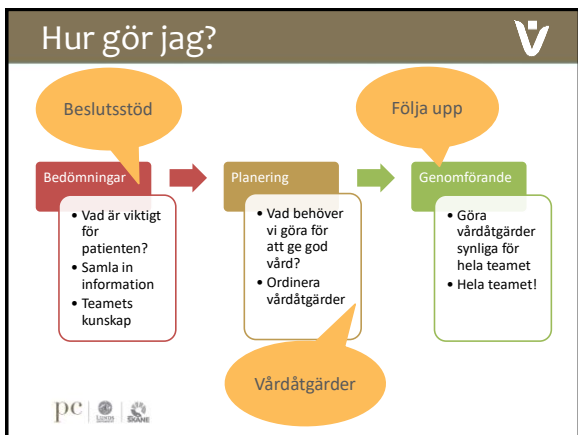 Hur gör jag?
Beslutsstöd
Följa upp
Bedömningar
• Vad är viktigt
för
patienten?
• Samla in
information
• Teamets
kunskap
Planering
• Vad behöver
vi göra för
att ge god
vård?
• Ordinera
vårdåtgärder
Genomförande
• Göra
vårdåtgärder
synliga för
hela teamet
• Hela teamet!
Vårdåtgärder
pc
LUNDS
SKÅNE